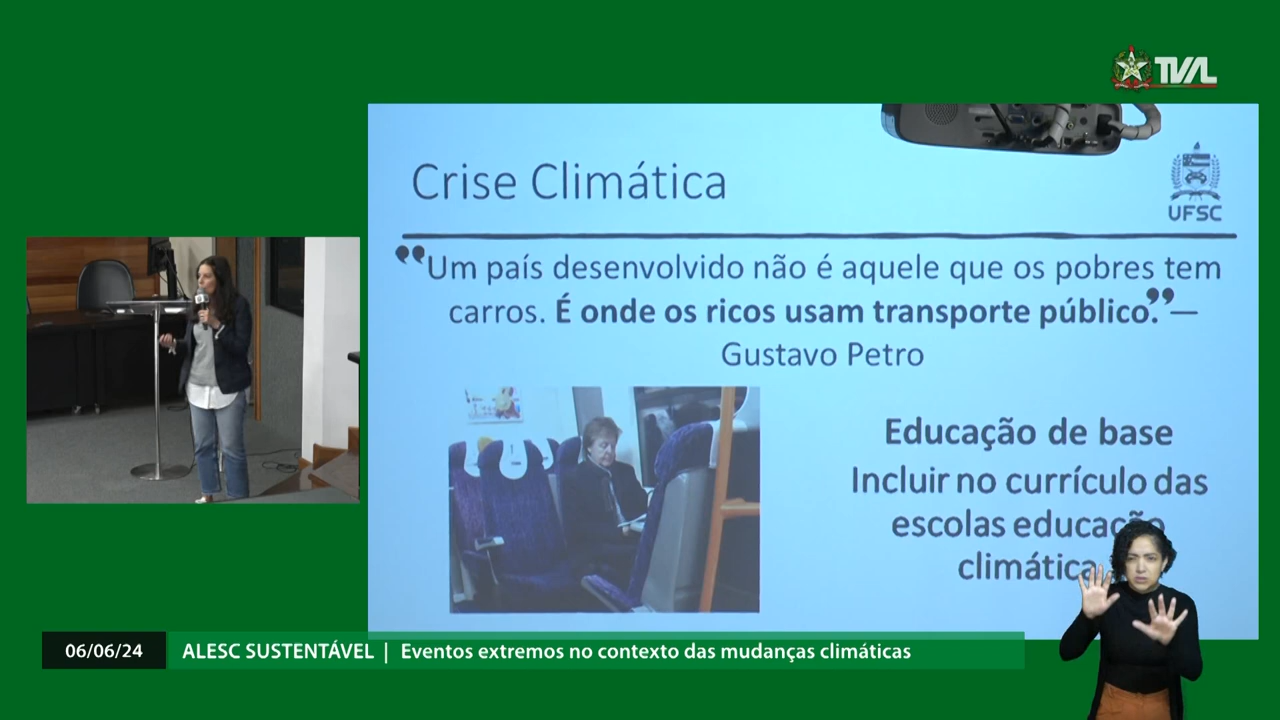 TVAL
Crise Climática
UFSC
"Um país desenvolvido não é aquele que os pobres tem
carros. É onde os ricos usam transporte público."—
Gustavo Petro
Educação de base
Incluir no currículo das
escolas educação
climática
06/06/24
ALESC SUSTENTÁVEL | Eventos extremos no contexto das mudanças climáticas